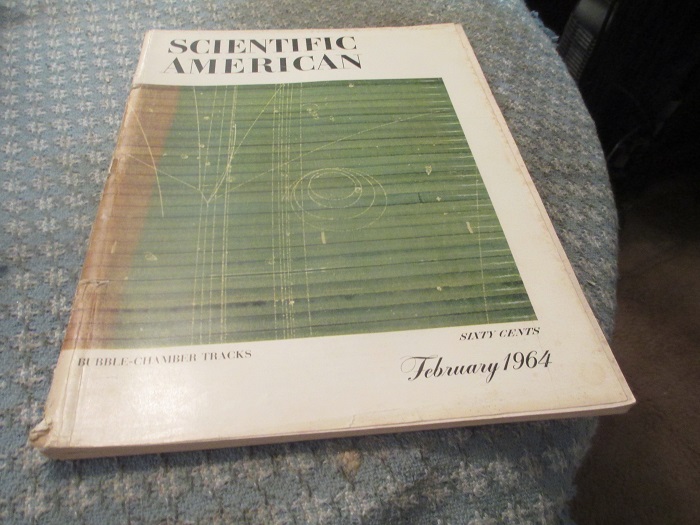 SCIENTIFIC
AMERICAN
BUBBLE-CHAMBER TRACKS
SIXTY CENTS
February 1964